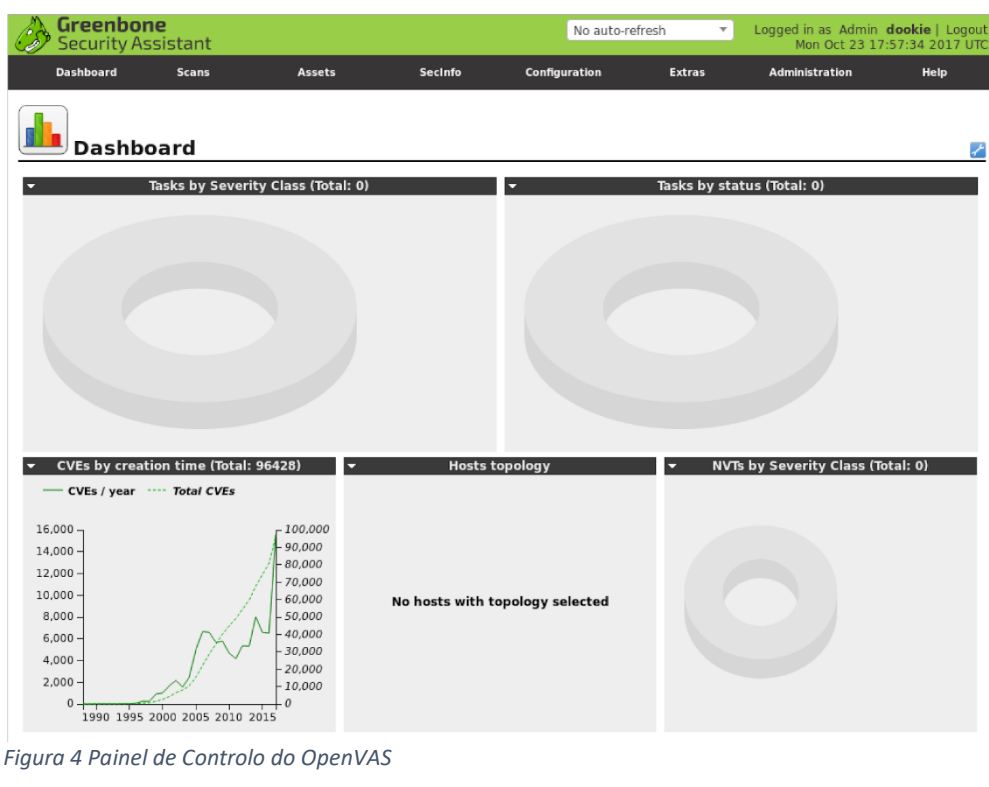 Greenbone
Security Assistant
No auto-refresh
Logged in as Admin dookie | Logout
Mon Oct 23 17:57:34 2017 UTC
Dashboard Scans Assets SecInfo Configuration Extras Administration Help
Dashboard
Tasks by Severity Class (Total: 0)
Tasks by status (Total: 0)
CVEs by creation time (Total: 96428)
CVEs / year Total CVEs
16,000
14,000
12,000
10,000
8,000
6,000
4,000
2,000
0
100,000
90,000
80,000
70,000
60,000
50,000
40,000
30,000
20,000
10,000
0
1990 1995 2000 2005 2010 2015
Hosts topology
No hosts with topology selected
NVTs by Severity Class (Total: 0)
Figura 4 Painel de Controlo do OpenVAS